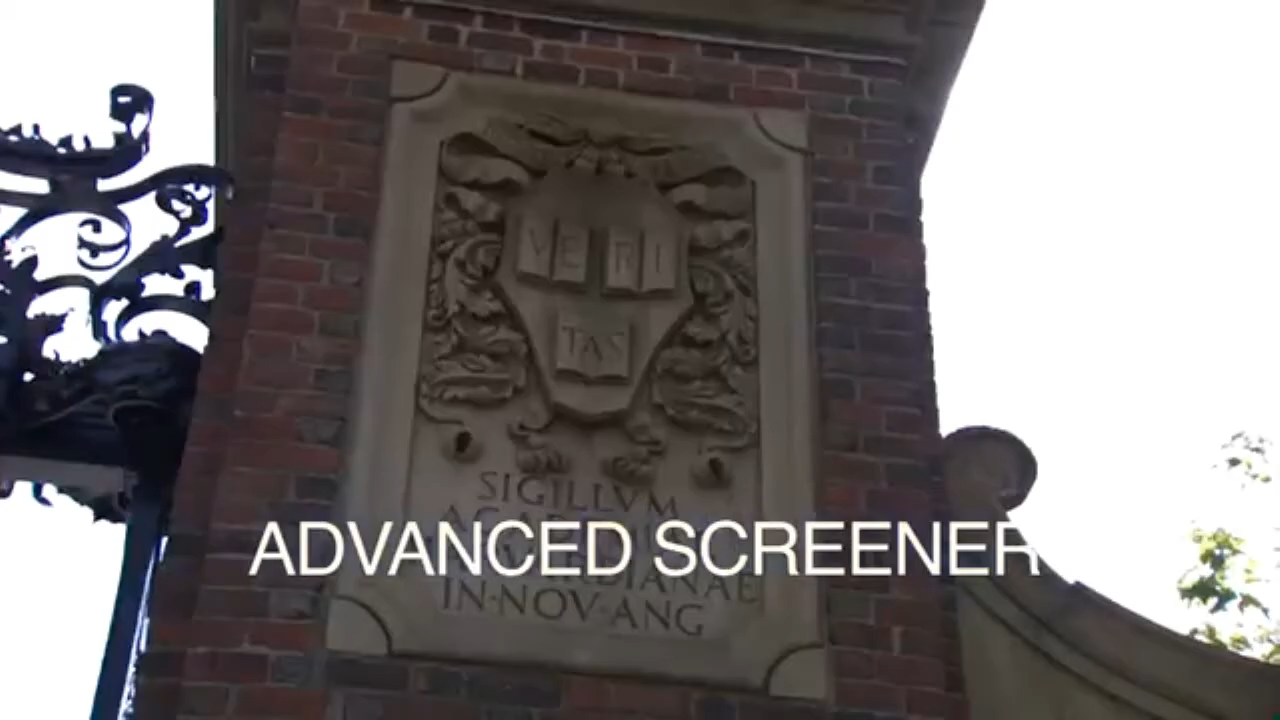 VE RI
TAS
SIGILLVM
ADVANCED SCREENER
IN·NOV·ANG